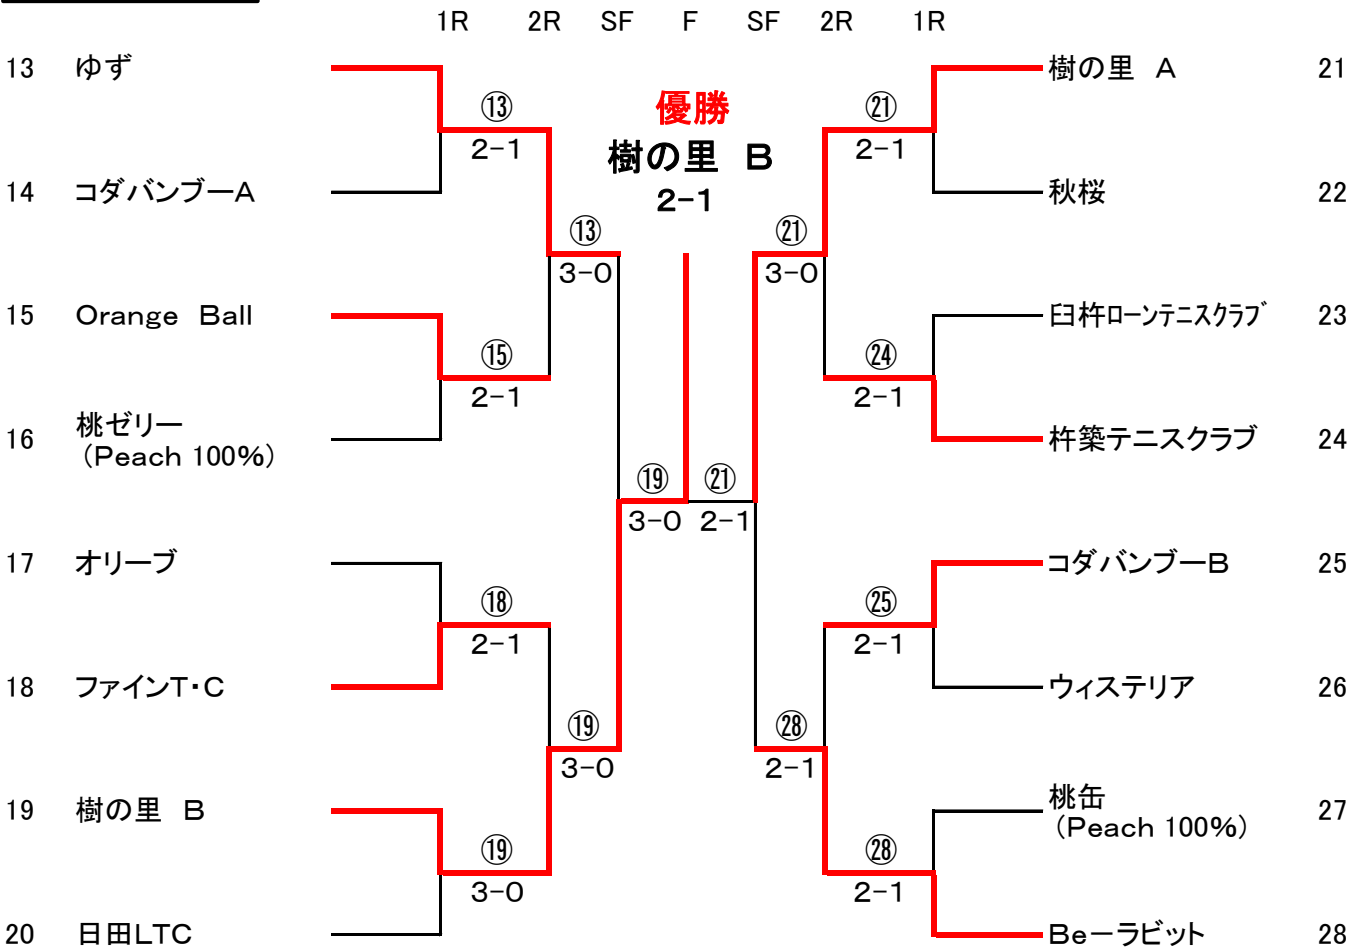 1R 2R SF F SF 2R 1R
13 ゆず 樹の里 A 21
⑬ 優勝 ㉑
2-1 樹の里 B 2-1
14 コダバンブーA 2-1 秋桜 22
⑬ ㉑
3-0 3-0
15 Orange Ball 臼杵ローンテニスクラブ 23
⑮ ㉔
2-1 2-1
16 桃ゼリー 杵築テニスクラブ 24
(Peach 100%)
⑲ ㉑
3-0 2-1
17 オリーブ コダバンブーB 25
⑱ ㉕
2-1 2-1
18 ファインT・C ウィステリア 26
⑲ ㉘
3-0 2-1
19 樹の里 B 桃缶 27
(Peach 100%)
⑲ ㉘
3-0 2-1
20 日田LTC Be-ラビット 28